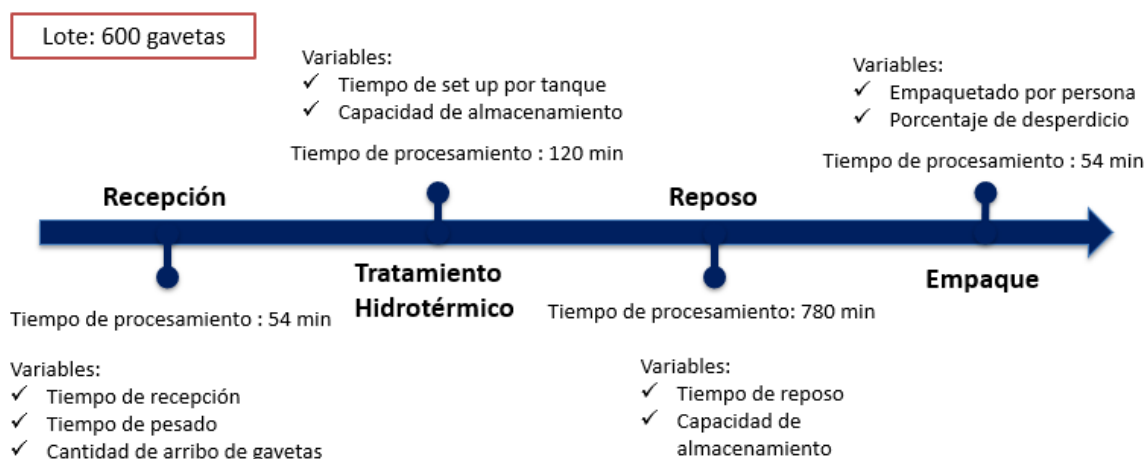 Lote: 600 gavetas
Variables:
✓ Tiempo de set up por tanque
✓ Capacidad de almacenamiento
Tiempo de procesamiento : 120 min
Variables:
✓ Empaquetado por persona
✓ Porcentaje de desperdicio
Tiempo de procesamiento : 54 min
Recepción
Reposo
Tratamiento
Hidrotérmico
Empaque
Tiempo de procesamiento : 54 min
Variables:
✓ Tiempo de recepción
✓ Tiempo de pesado
✓ Cantidad de arribo de gavetas
Tiempo de procesamiento: 780 min
Variables:
✓ Tiempo de reposo
✓ Capacidad de
almacenamiento